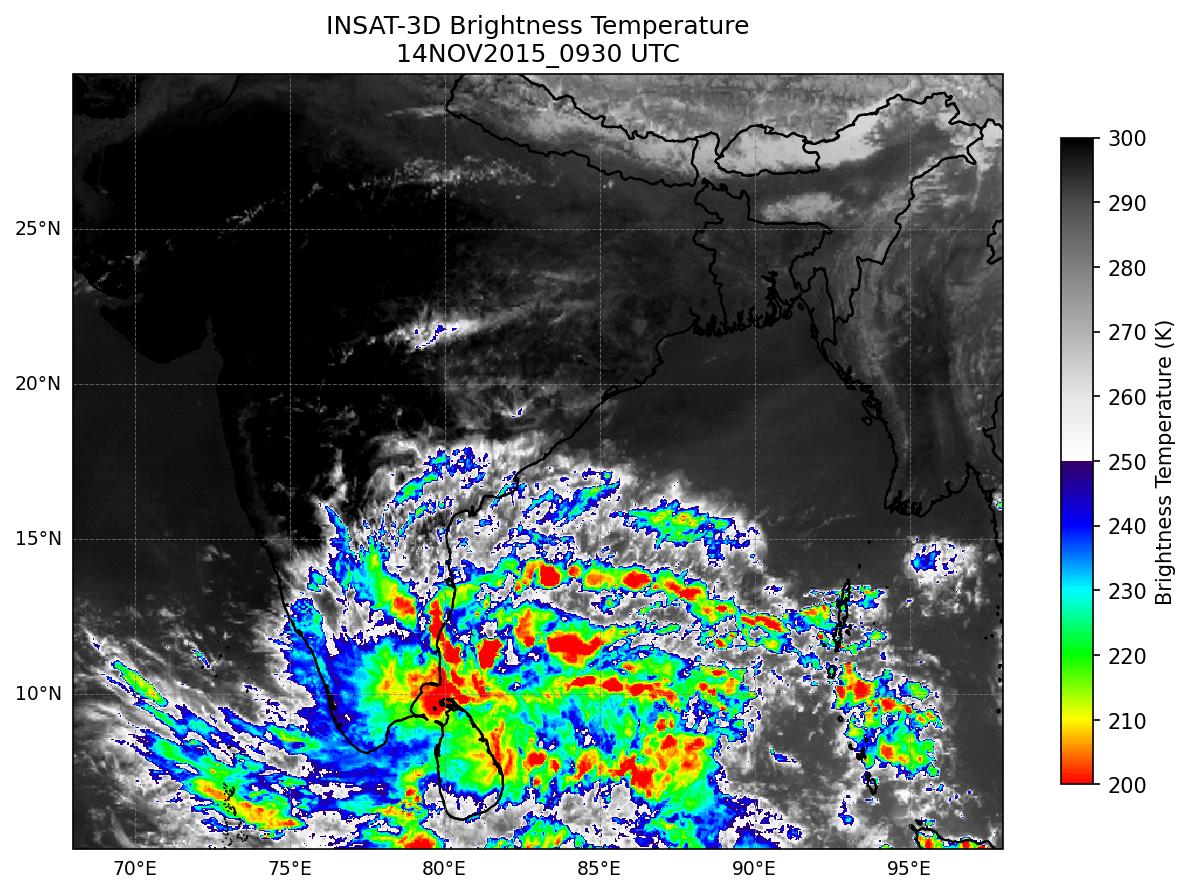 INSAT-3D Brightness Temperature
14NOV2015_0930 UTC
25°N
20°N
15°N
10°N
70°E
75°E
80°E
85°E
90°E
95°E
300
290
280
270
260
250
240
230
220
210
200
Brightness Temperature (K)